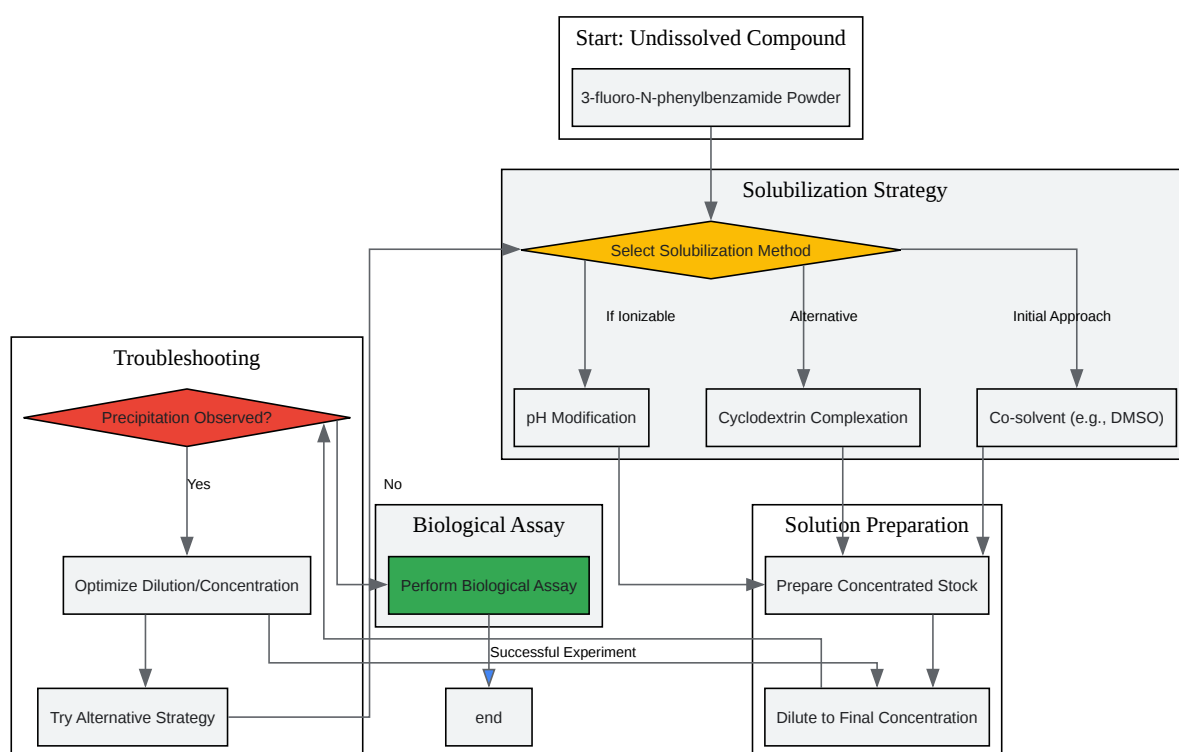 Start: Undissolved Compound
3-fluoro-N-phenylbenzamide Powder
Solubilization Strategy
Select Solubilization Method
If Ionizable
Alternative
Initial Approach
Troubleshooting
Precipitation Observed?
pH Modification
Cyclodextrin Complexation
Co-solvent (e.g., DMSO)
Yes
No
Biological Assay
Solution Preparation
Optimize Dilution/Concentration
Perform Biological Assay
Prepare Concentrated Stock
Successful Experiment
Try Alternative Strategy
end
Dilute to Final Concentration